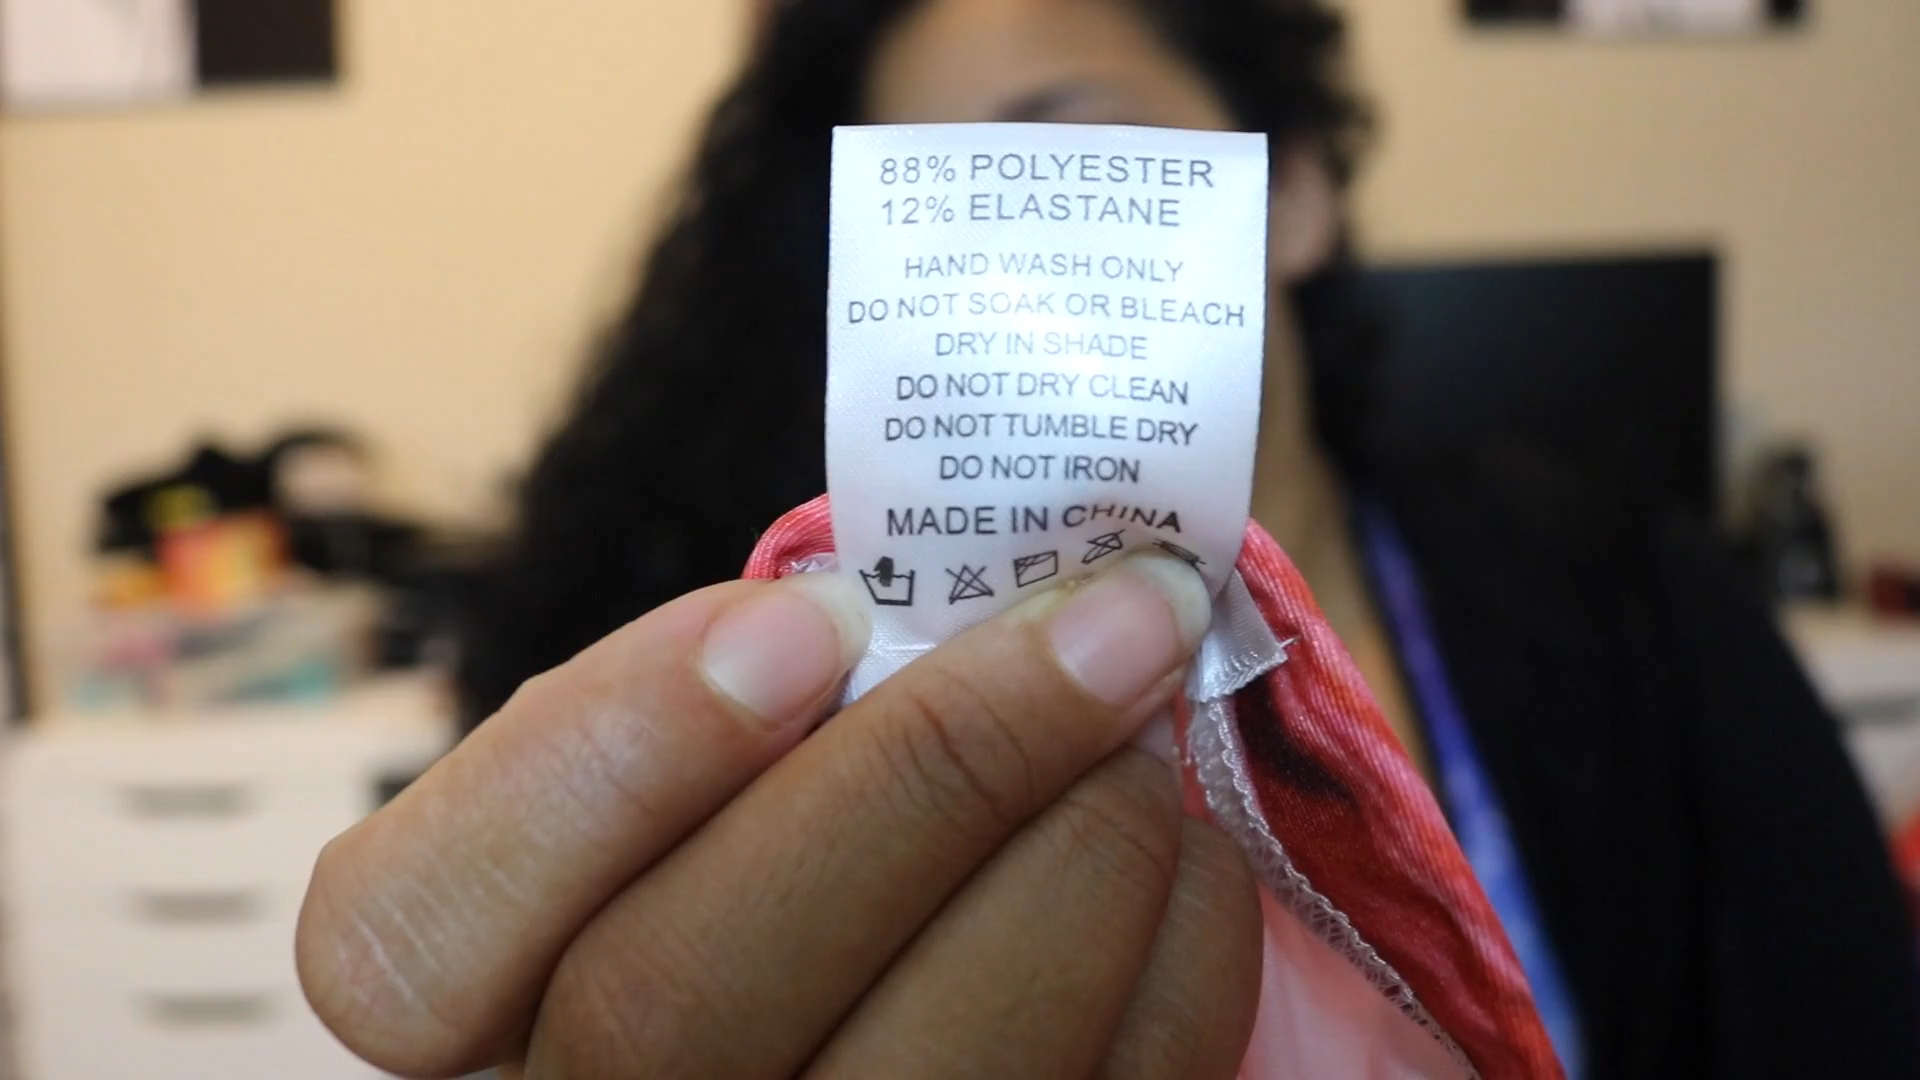 88% POLYESTER
12% ELASTANE
HAND WASH ONLY
DO NOT SOAK OR BLEACH
DRY IN SHADE
DO NOT DRY CLEAN
DO NOT TUMBLE DRY
DO NOT IRON
MADE IN CHINA